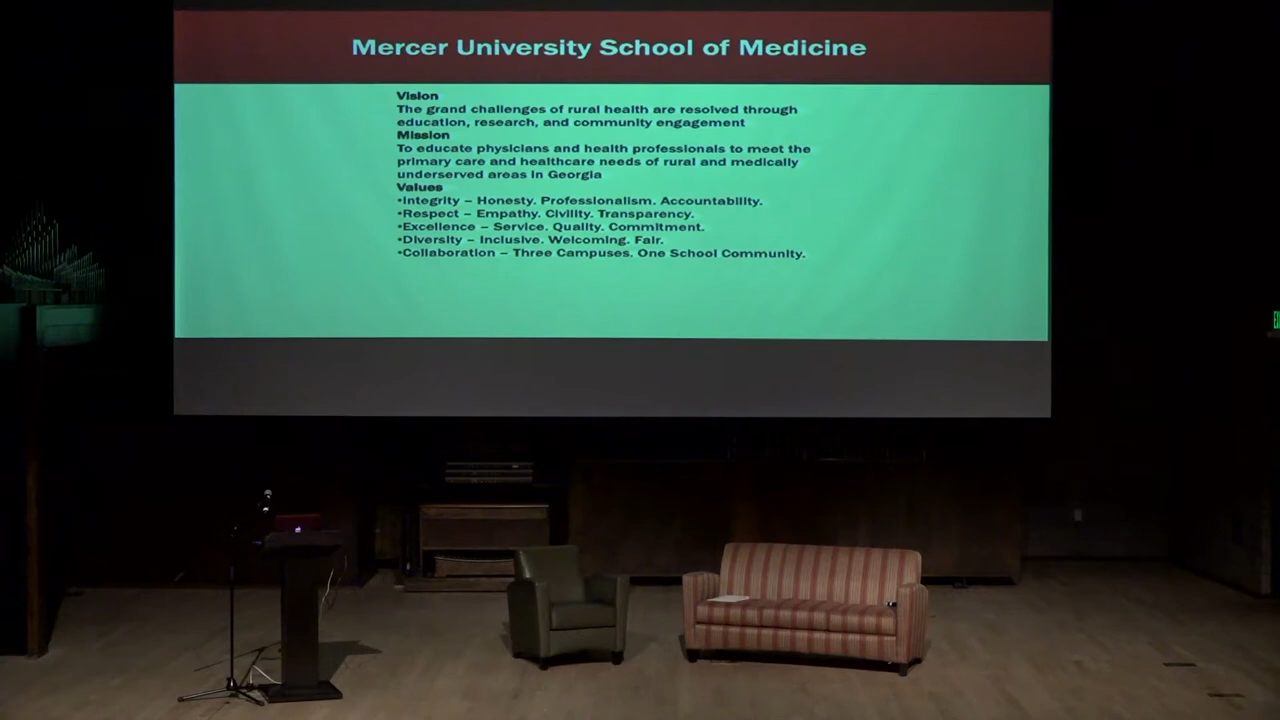 Mercer University School of Medicine
Vision
The grand challenges of rural health are resolved through
education, research, and community engagement
Mission
To educate physicians and health professionals to meet the
primary care and healthcare needs of rural and medically
underserved areas in Georgia
Values
•Integrity – Honesty. Professionalism. Accountability.
•Respect – Empathy. Civility. Transparency.
•Excellence – Service. Quality. Commitment.
•Diversity – Inclusive. Welcoming. Fair.
•Collaboration – Three Campuses. One School Community.